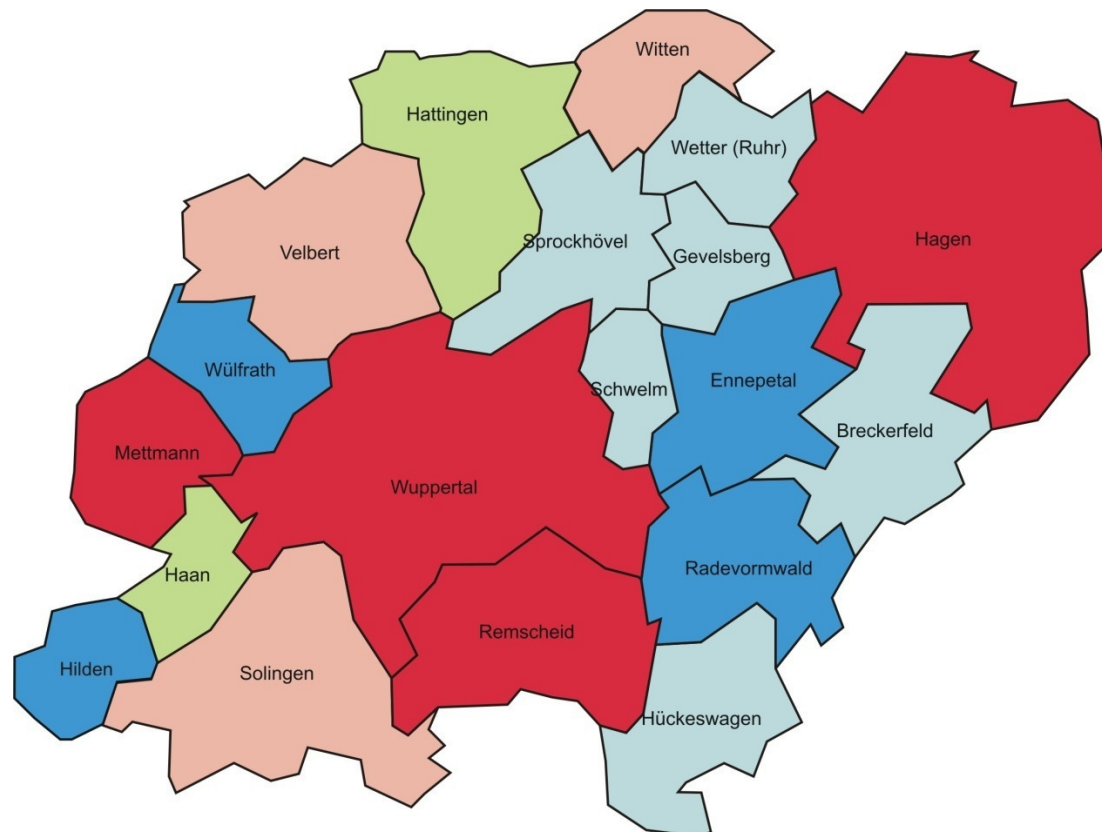 Witten
Hattingen
Wetter (Ruhr)
Hagen
Sprockhövel
Velbert
Gevelsberg
Wülfrath
Ennepetal
Schwelm
Breckerfeld
Mettmann
Wuppertal
Haan
Radevormwald
Remscheid
Hilden
Solingen
Hückeswagen